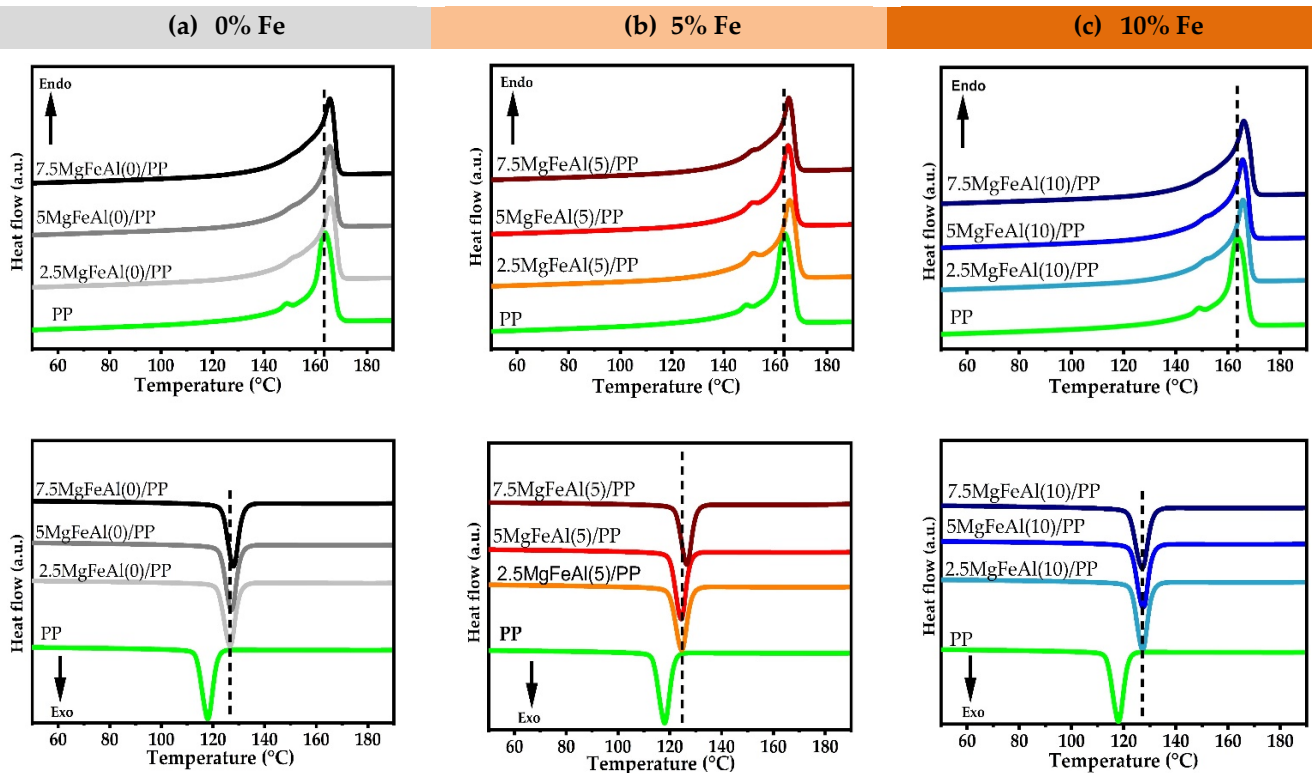 (a) 0% Fe
(b) 5% Fe
(c) 10% Fe
Endo
7.5MgFeAl(0)/PP
5MgFeAl(0)/PP
2.5MgFeAl(0)/PP
PP
Heat flow (a.u.)
60 80 100 120 140 160 180
Temperature (°C)
Endo
7.5MgFeAl(5)/PP
5MgFeAl(5)/PP
2.5MgFeAl(5)/PP
PP
Heat flow (a.u.)
60 80 100 120 140 160 180
Temperature (°C)
Endo
7.5MgFeAl(10)/PP
5MgFeAl(10)/PP
2.5MgFeAl(10)/PP
PP
Heat flow (a.u.)
60 80 100 120 140 160 180
Temperature (°C)
7.5MgFeAl(0)/PP
5MgFeAl(0)/PP
2.5MgFeAl(0)/PP
PP
Exo
Heat flow (a.u.)
60 80 100 120 140 160 180
Temperature (°C)
7.5MgFeAl(5)/PP
5MgFeAl(5)/PP
2.5MgFeAl(5)/PP
PP
Exo
Heat flow (a.u.)
60 80 100 120 140 160 180
Temperature (°C)
7.5MgFeAl(10)/PP
5MgFeAl(10)/PP
2.5MgFeAl(10)/PP
PP
Exo
Heat flow (a.u.)
60 80 100 120 140 160 180
Temperature (°C)